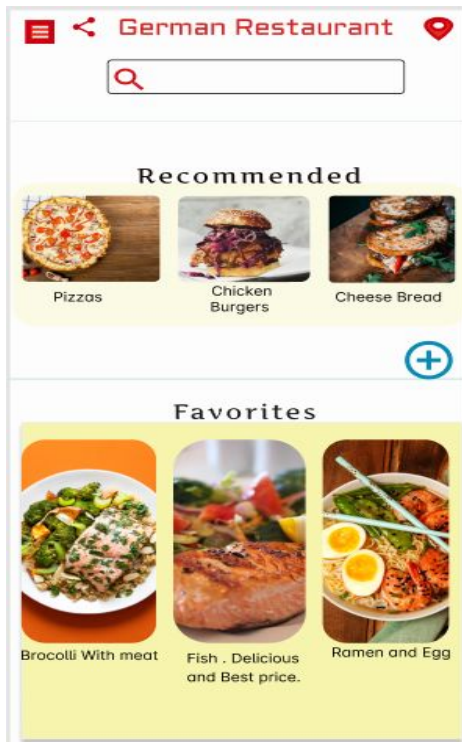 German Restaurant
Recommended
Pizzas
Chicken
Burgers
Cheese Bread
Favorites
Brocolli With meat
Fish . Delicious
and Best price.
Ramen and Egg